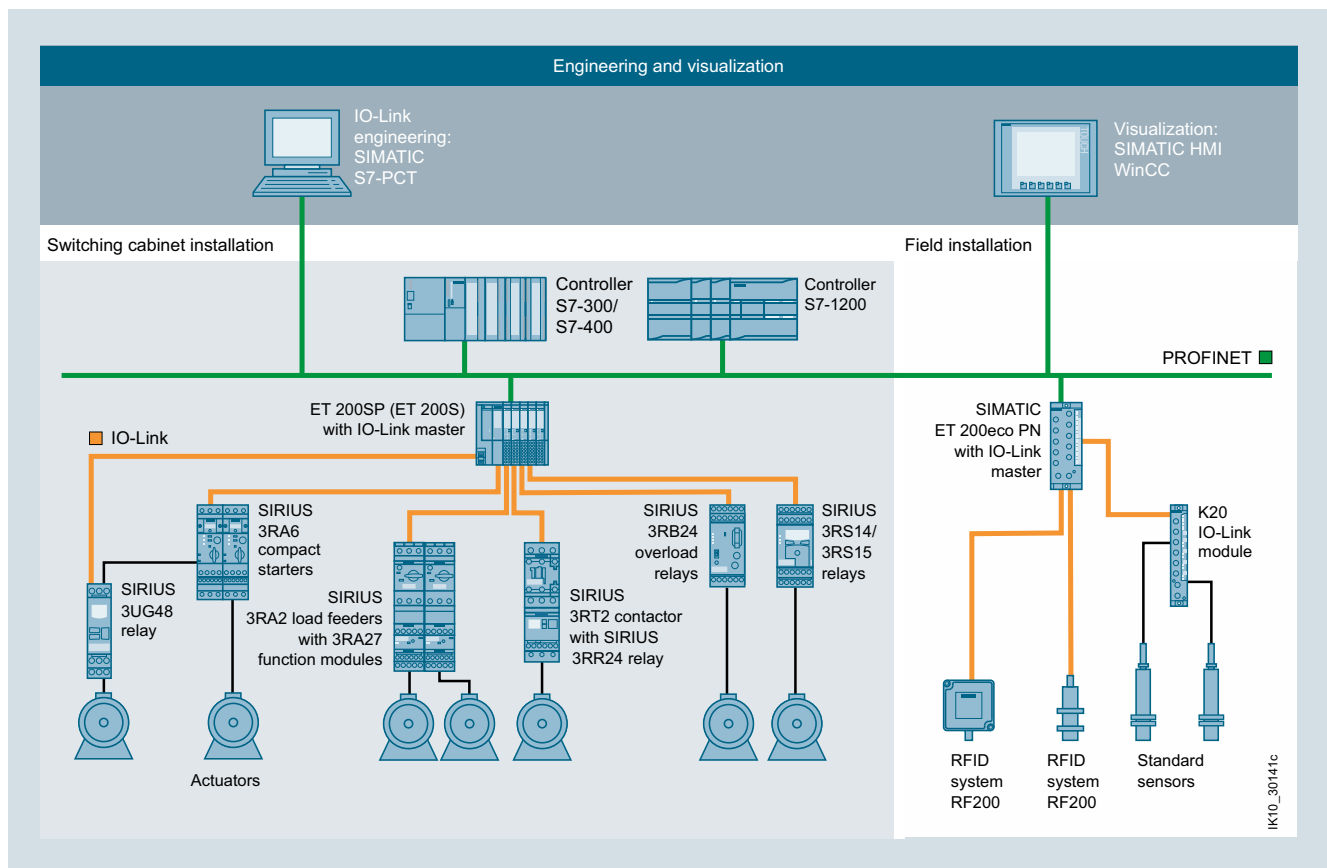 Engineering and visualization
IO-Link
engineering:
SIMATIC
S7-PCT
Visualization:
SIMATIC HMI
WinCC
Switching cabinet installation
Field installation
Controller
S7-300/
S7-400
Controller
S7-1200
PROFINET
ET 200SP (ET 200S)
with IO-Link master
SIMATIC
ET 200eco PN
with IO-Link
master
IO-Link
SIRIUS
3RA6
compact
starters
SIRIUS
3RB24
overload
relays
SIRIUS
3RS14/
3RS15
relays
K20
IO-Link
module
SIRIUS
3UG48
relay
SIRIUS
3RA2 load feeders
with 3RA27
function modules
SIRIUS
3RT2 contactor
with SIRIUS
3RR24 relay
Actuators
RFID
system
RF200
RFID
system
RF200
Standard
sensors
IK10_30141c